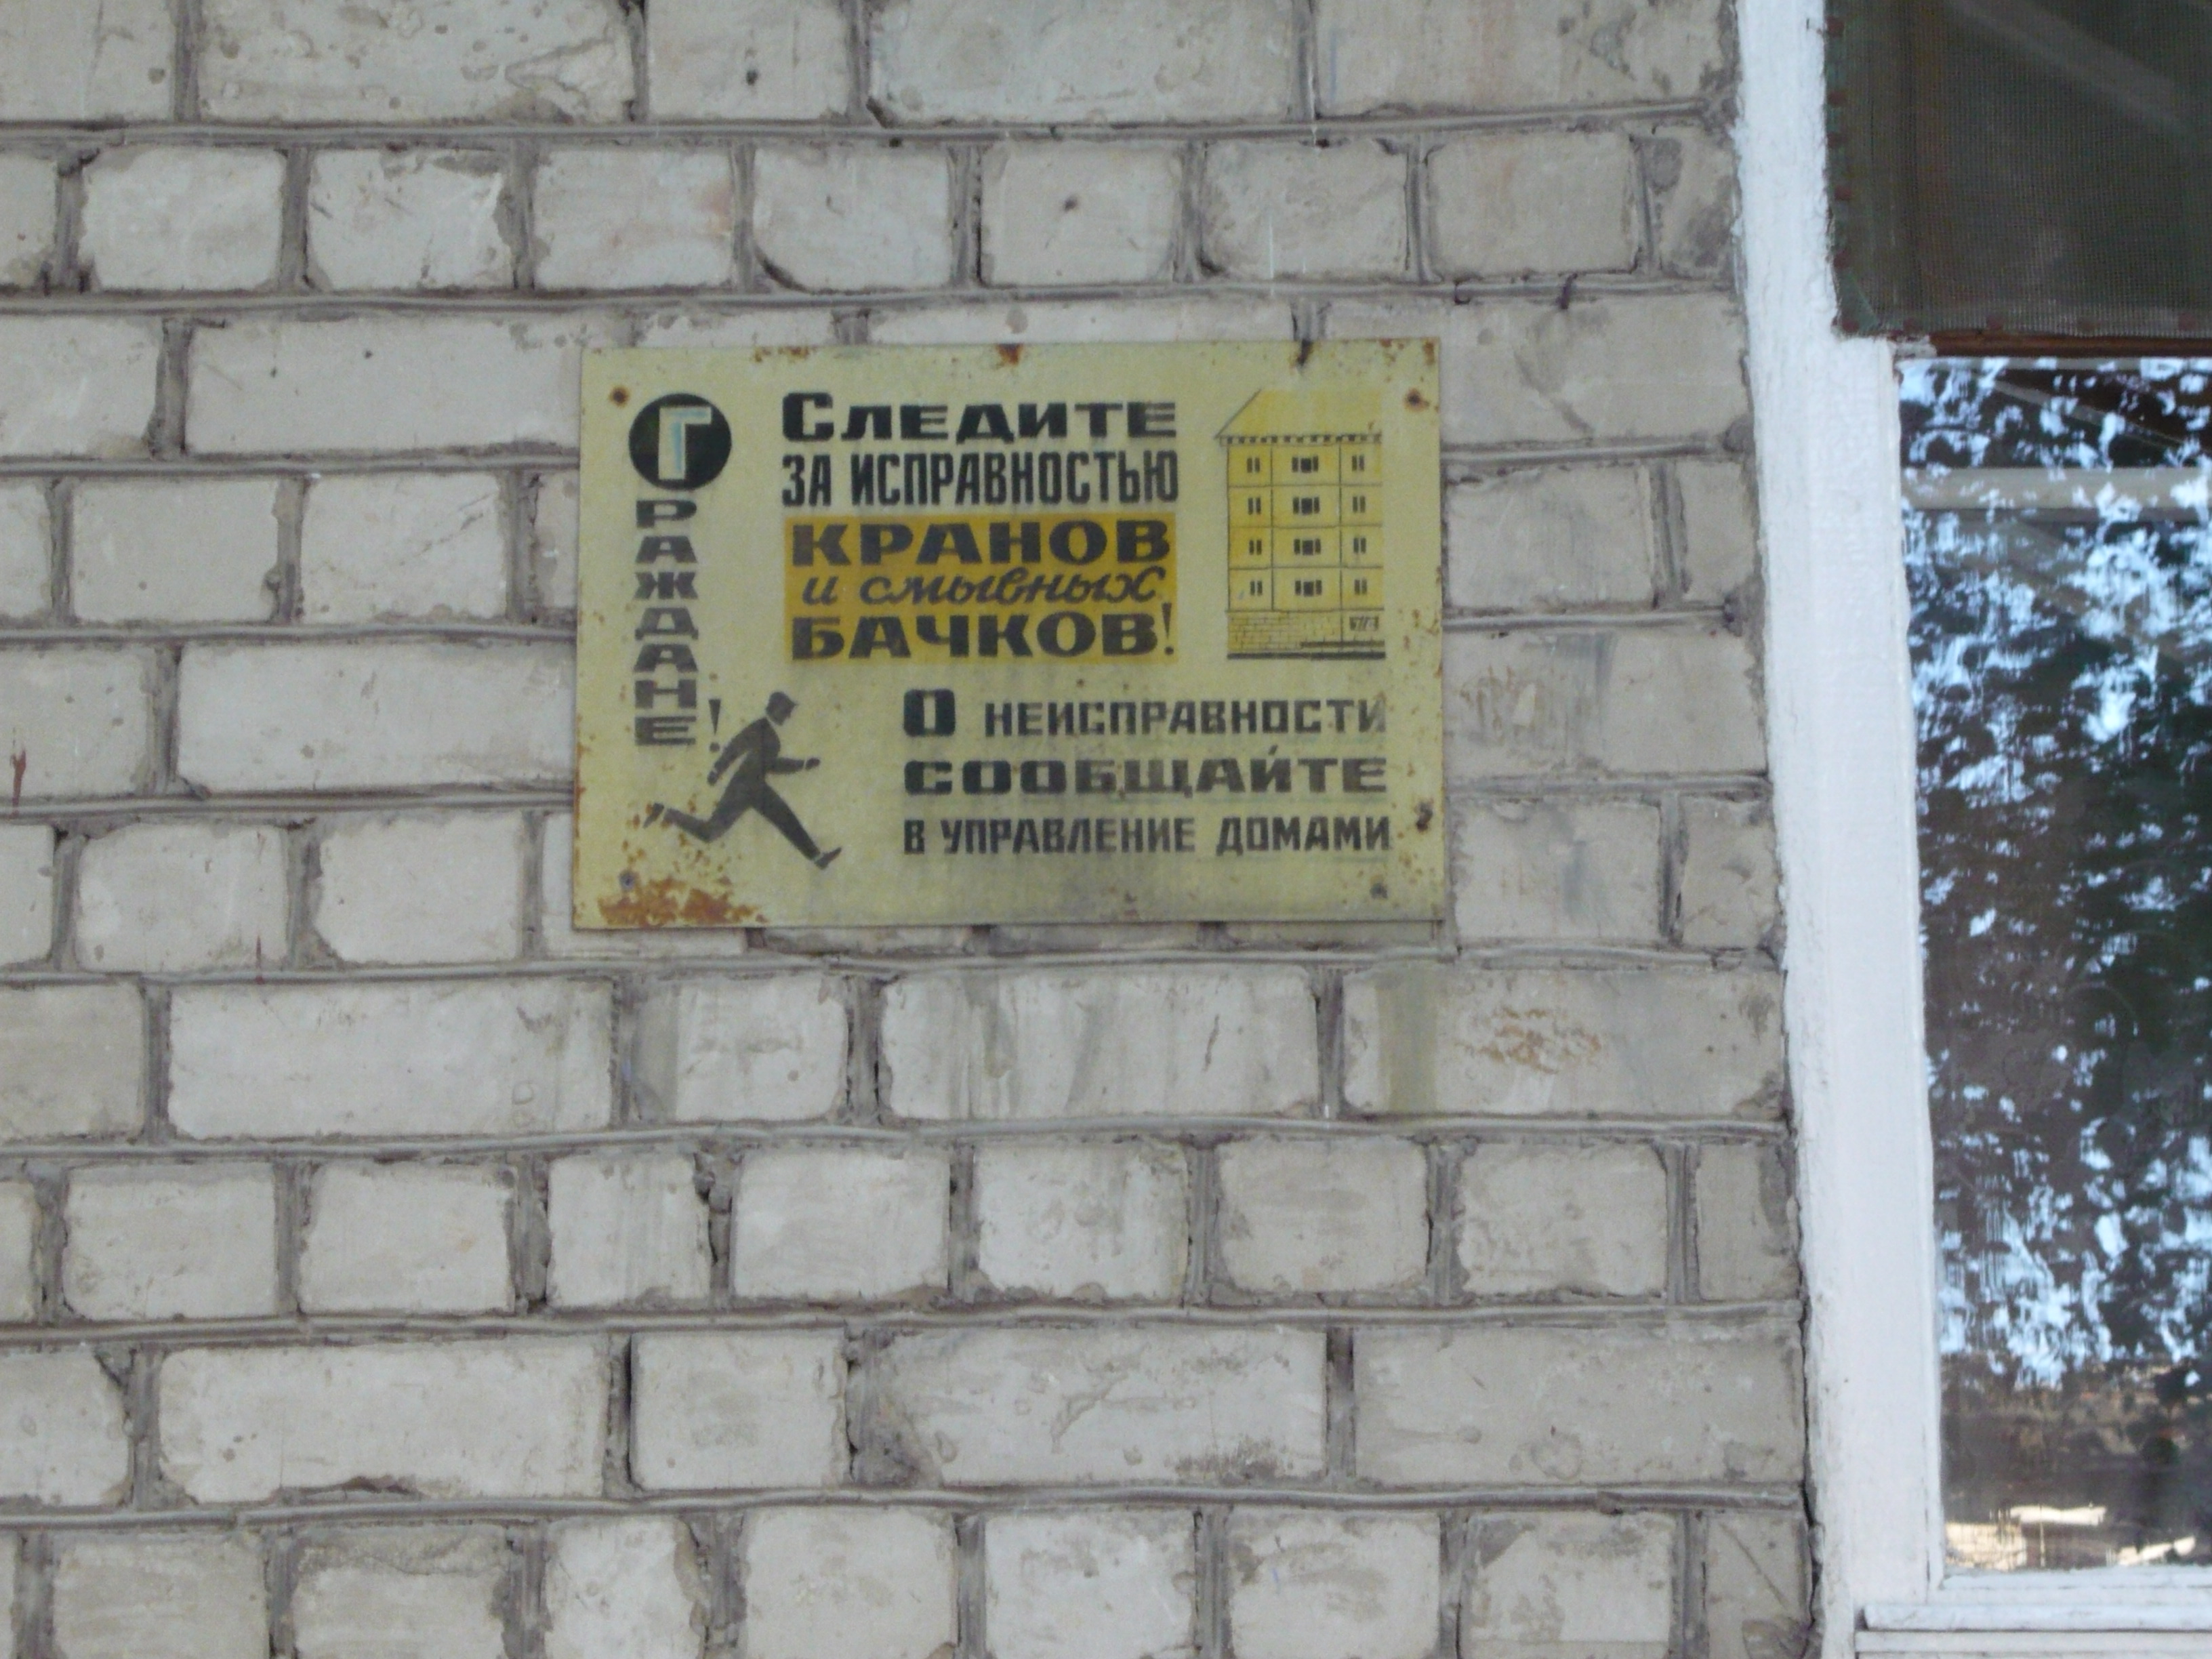 Граждане!
Следите
за исправностью
кранов
и смывных
бачков!
О неисправности
сообщайте
в управление домами